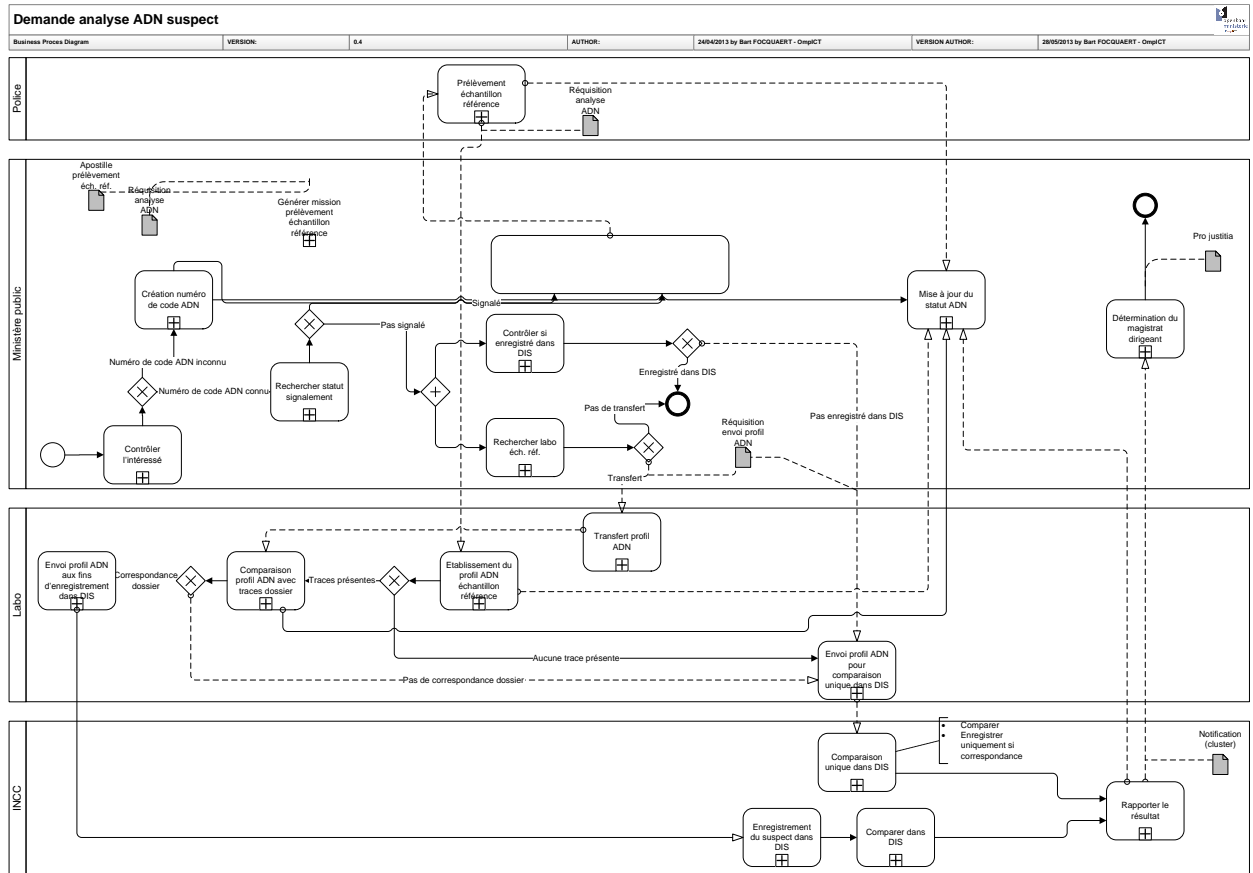 Demande analyse ADN suspect
Business Proces Diagram
VERSION:
0.4
AUTHOR:
24/04/2013 by Bart FOCQUAERT - OmpICT
VERSION AUTHOR:
28/05/2013 by Bart FOCQUAERT - OmpICT
Police
Prélèvement
échantillon
référence
Réquisition
analyse
ADN
Ministère public
Apostille
prélèvement
éch. réf.
Réquisition
analyse
ADN
Générer mission
prélèvement
échantillon
référence
Pro justitia
Création numéro
de code ADN
Signalé
Mise à jour du
statut ADN
Pas signalé
Contrôler si
enregistré dans
DIS
Détermination du
magistrat
dirigeant
Numéro de code ADN inconnu
Enregistré dans DIS
Numéro de code ADN connu
Rechercher statut
signalement
Pas de transfert
Pas enregistré dans DIS
Réquisition
envoi profil
ADN
Contrôler
l'intéressé
Rechercher labo
éch. réf.
Transfert
Labo
Transfert profil
ADN
Envoi profil ADN
aux fins
d'enregistrement
dans DIS
Correspondance
dossier
Comparaison
profil ADN avec
traces dossier
Traces présentes
Etablissement du
profil ADN
échantillon
référence
Aucune trace présente
Pas de correspondance dossier
Envoi profil ADN
pour
comparaison
unique dans DIS
INCC
Comparaison
unique dans DIS
• Comparer
• Enregistrer
uniquement si
correspondance
Notification
(cluster)
Rapporter le
résultat
Enregistrement
du suspect dans
DIS
Comparer dans
DIS